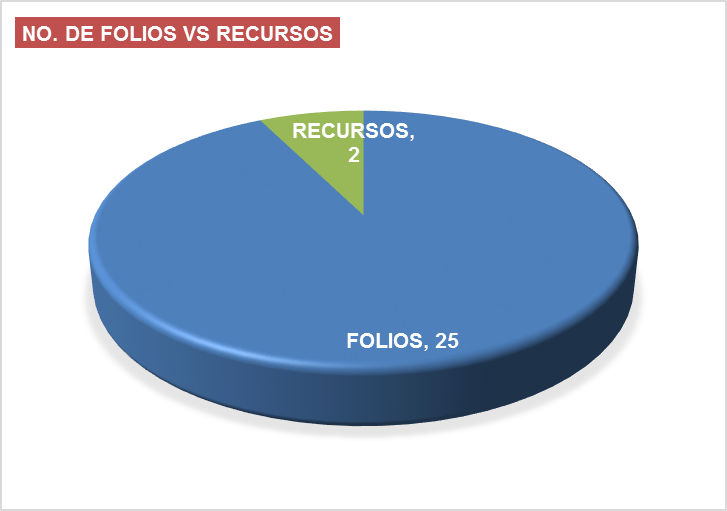 NO. DE FOLIOS VS RECURSOS
RECURSOS,
2
FOLIOS, 25